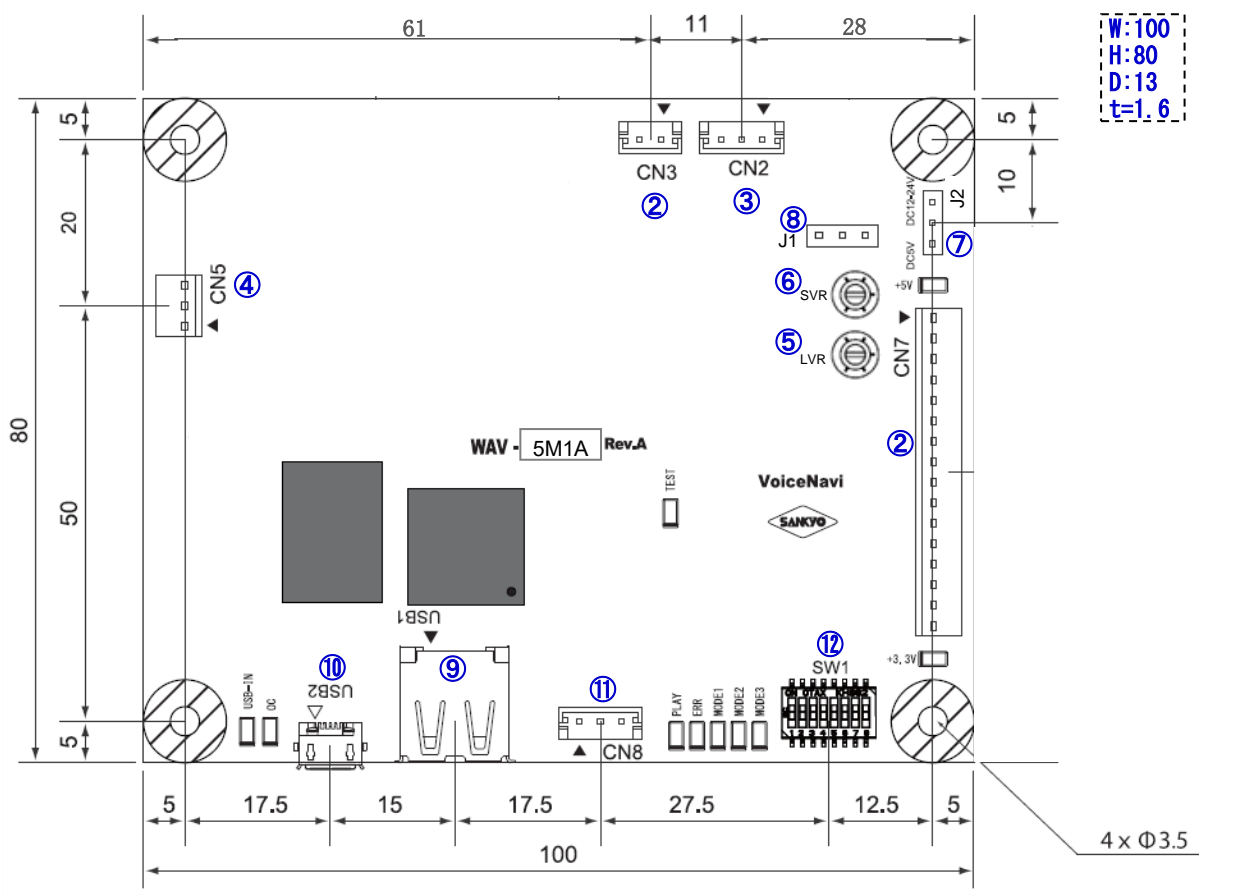 61
11
28
W:100
H:80
D:13
t=1.6
5
5
CN3
CN2
②
③
20
10
DC12-24V
J2
⑧
J1
⑦
DC5V
CN5
④
⑥
SVR
+5V
⑤
LVR
CN7
80
WAV - 5M1A Rev.A
②
TEST
VoiceNavi
50
SANKYO
USB1
⑩
⑨
⑫
SW1
+3,3V
USB2
⑪
USB-IN
OC
PLAY
ERR
MODE1
MODE2
MODE3
ON OTAX
1 2 3 4 5 6 7 8
5
CN8
5
17.5
15
17.5
27.5
12.5
5
4 x Φ3.5
100